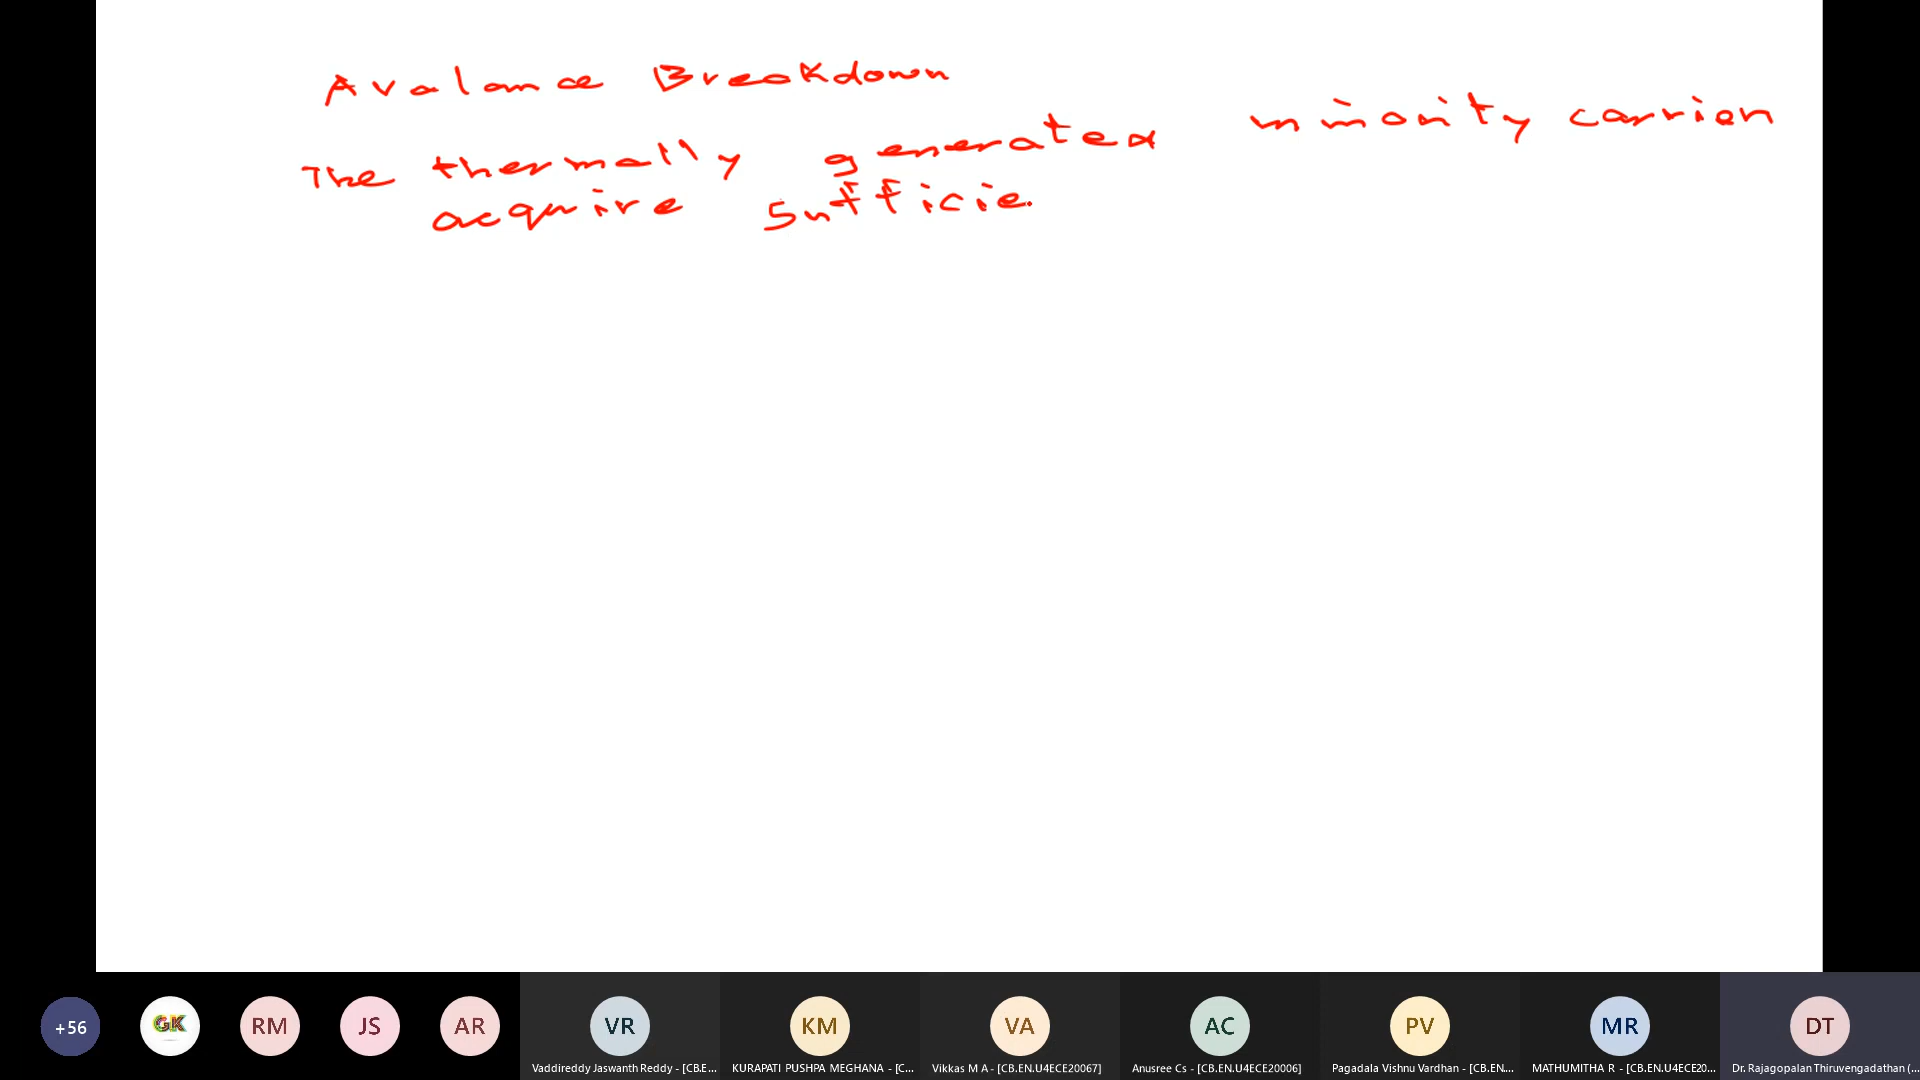 Avalance Breakdown
The thermally generated minority carrier
acquire sufficie
+56
GK
RM
JS
AR
VR
KM
VA
AC
PV
MR
DT
Vaddireddy Jaswanth Reddy - [CB.E...
KURAPATI PUSHPA MEGHANA - [C...
Vikkas M A - [CB.EN.U4ECE20067]
Anusree Cs - [CB.EN.U4ECE20006]
Pagadala Vishnu Vardhan - [CB.EN....
MATHUMITHA R - [CB.EN.U4ECE20...
Dr. Rajagopalan Thiruvengadathan (...